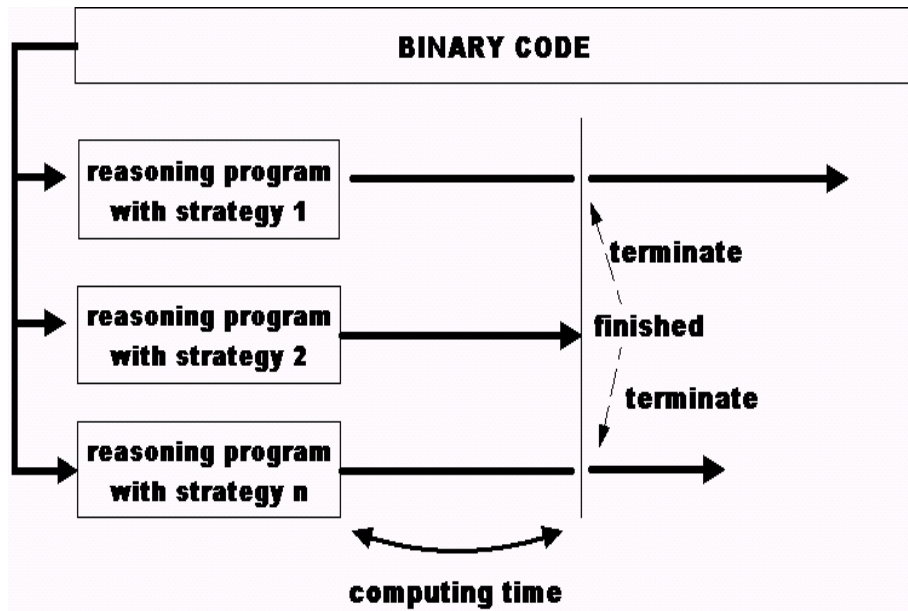 BINARY CODE
reasoning program
with strategy 1
terminate
reasoning program
with strategy 2
finished
terminate
reasoning program
with strategy n
computing time